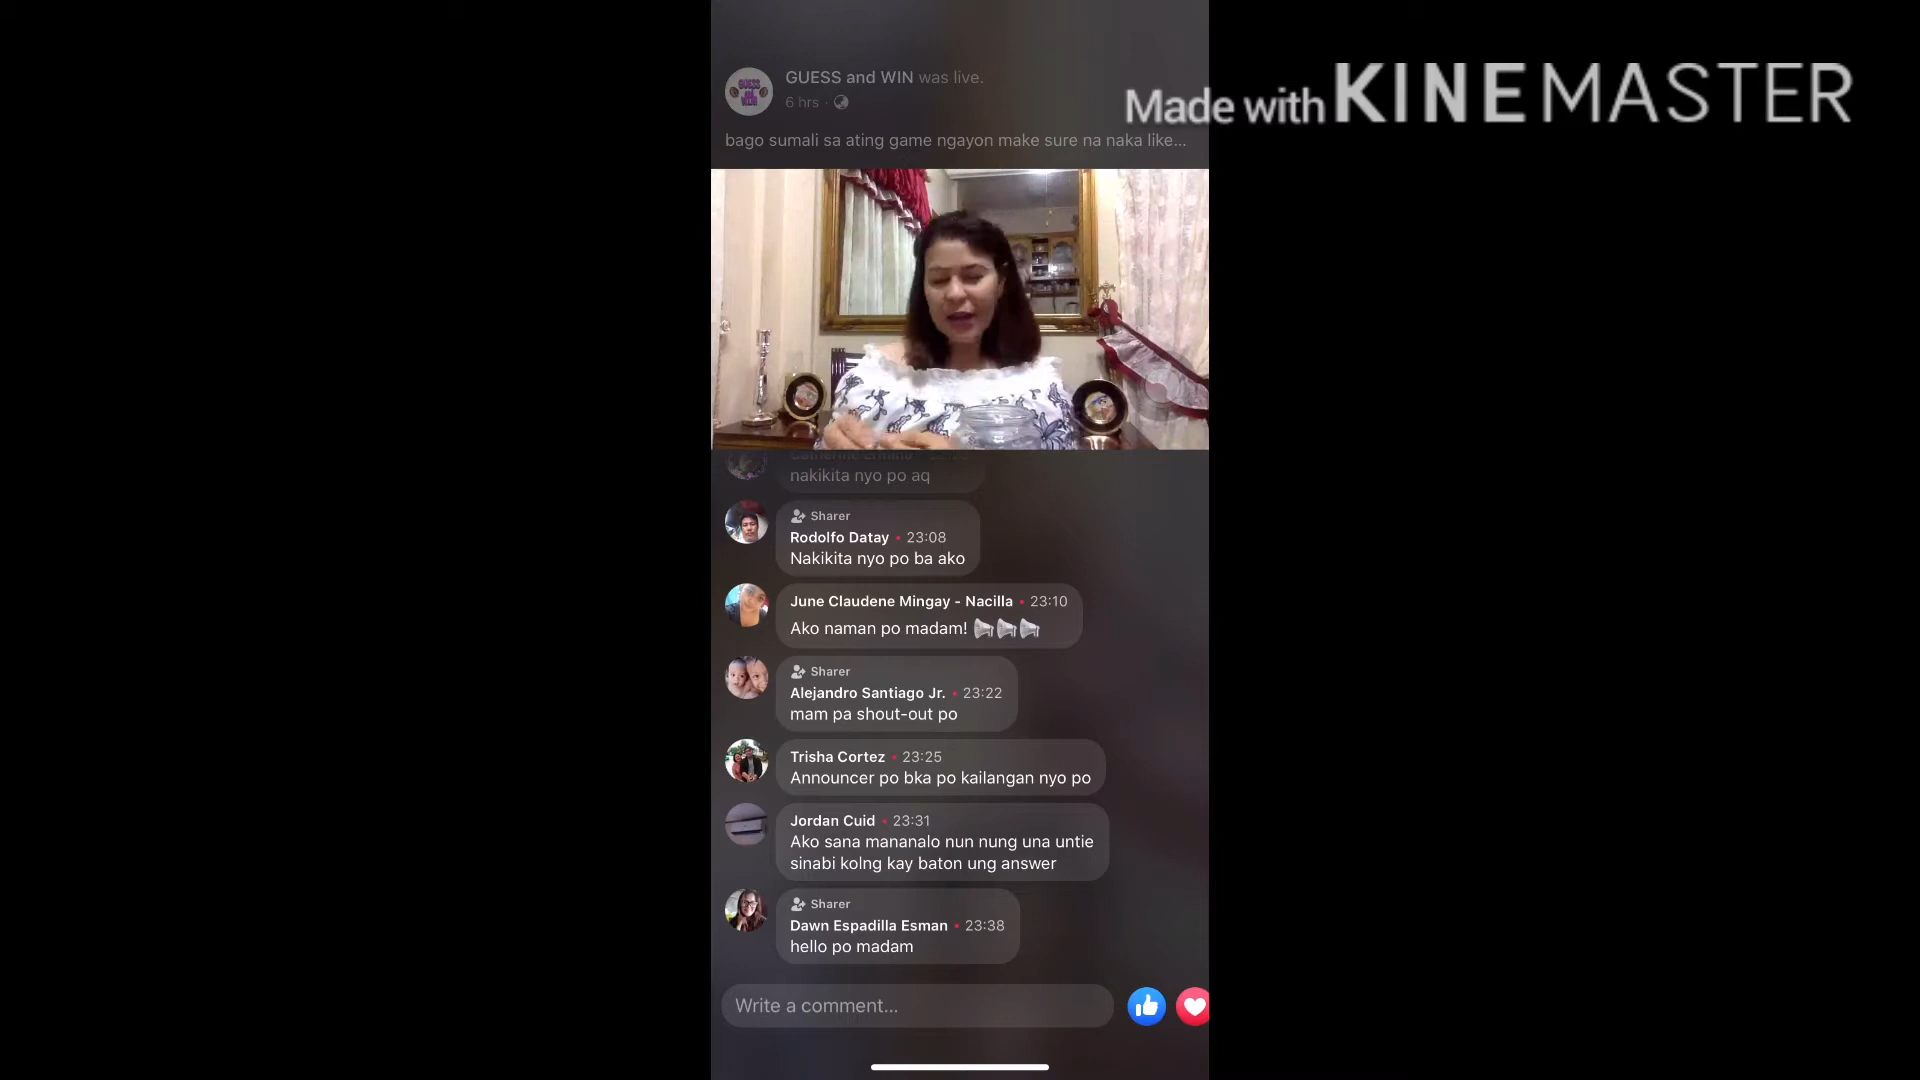 GUESS and WIN was live.
6 hrs ·
bago sumali sa ating game ngayon make sure na naka like...
Made with KINEMASTER
GUESS
and
WIN
nakikita nyo po aq
Sharer
Rodolfo Datay • 23:08
Nakikita nyo po ba ako
June Claudene Mingay - Nacilla • 23:10
Ako naman po madam!
Sharer
Alejandro Santiago Jr. • 23:22
mam pa shout-out po
Trisha Cortez • 23:25
Announcer po bka po kailangan nyo po
Jordan Cuid • 23:31
Ako sana mananalo nun nung una untie
sinabi kolng kay baton ung answer
Sharer
Dawn Espadilla Esman • 23:38
hello po madam
Write a comment...